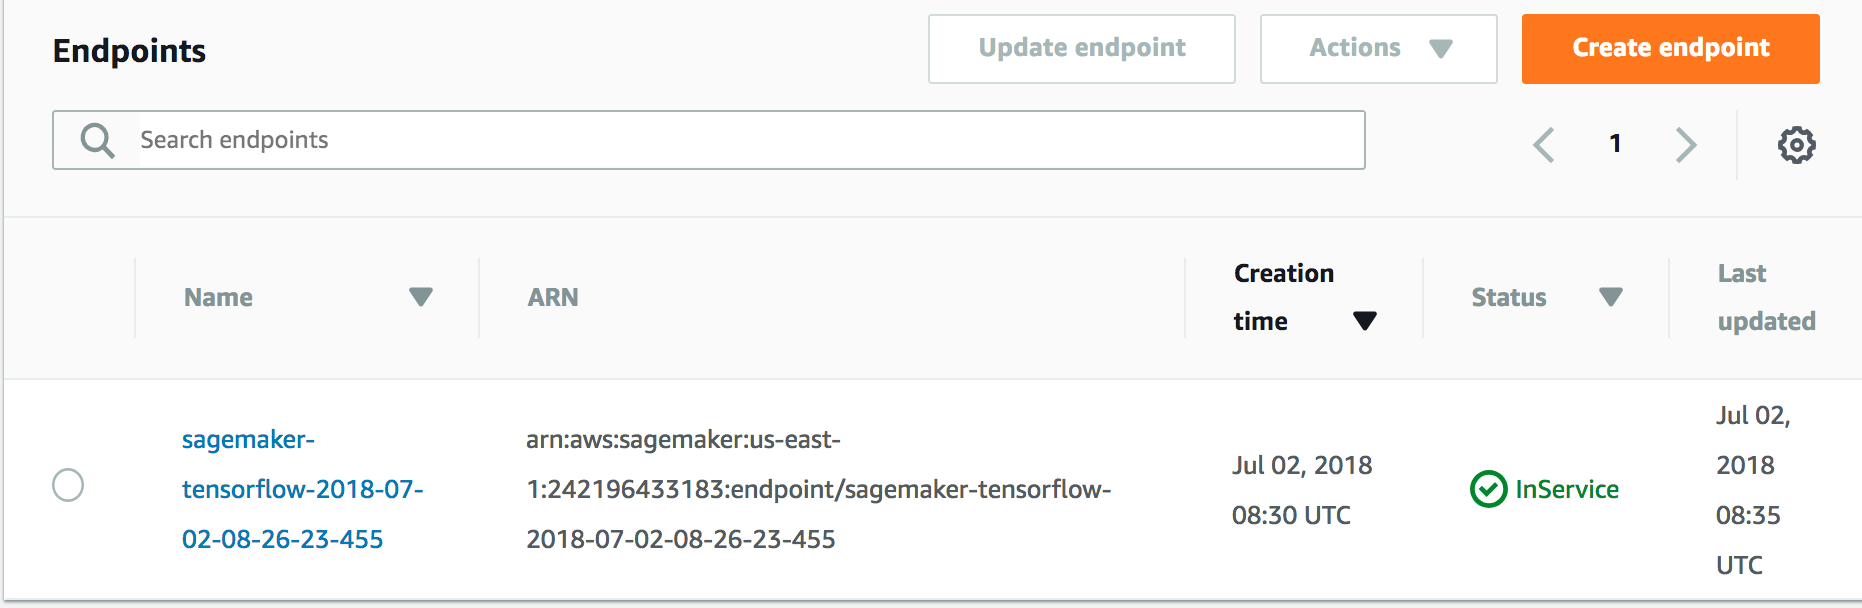 Endpoints
Update endpoint
Actions
Create endpoint
Search endpoints
1
Name
ARN
Creation
time
Status
Last
updated
sagemaker-
tensorflow-2018-07-
02-08-26-23-455
arn:aws:sagemaker:us-east-
1:242196433183:endpoint/sagemaker-tensorflow-
2018-07-02-08-26-23-455
Jul 02, 2018
08:30 UTC
InService
Jul 02,
2018
08:35
UTC